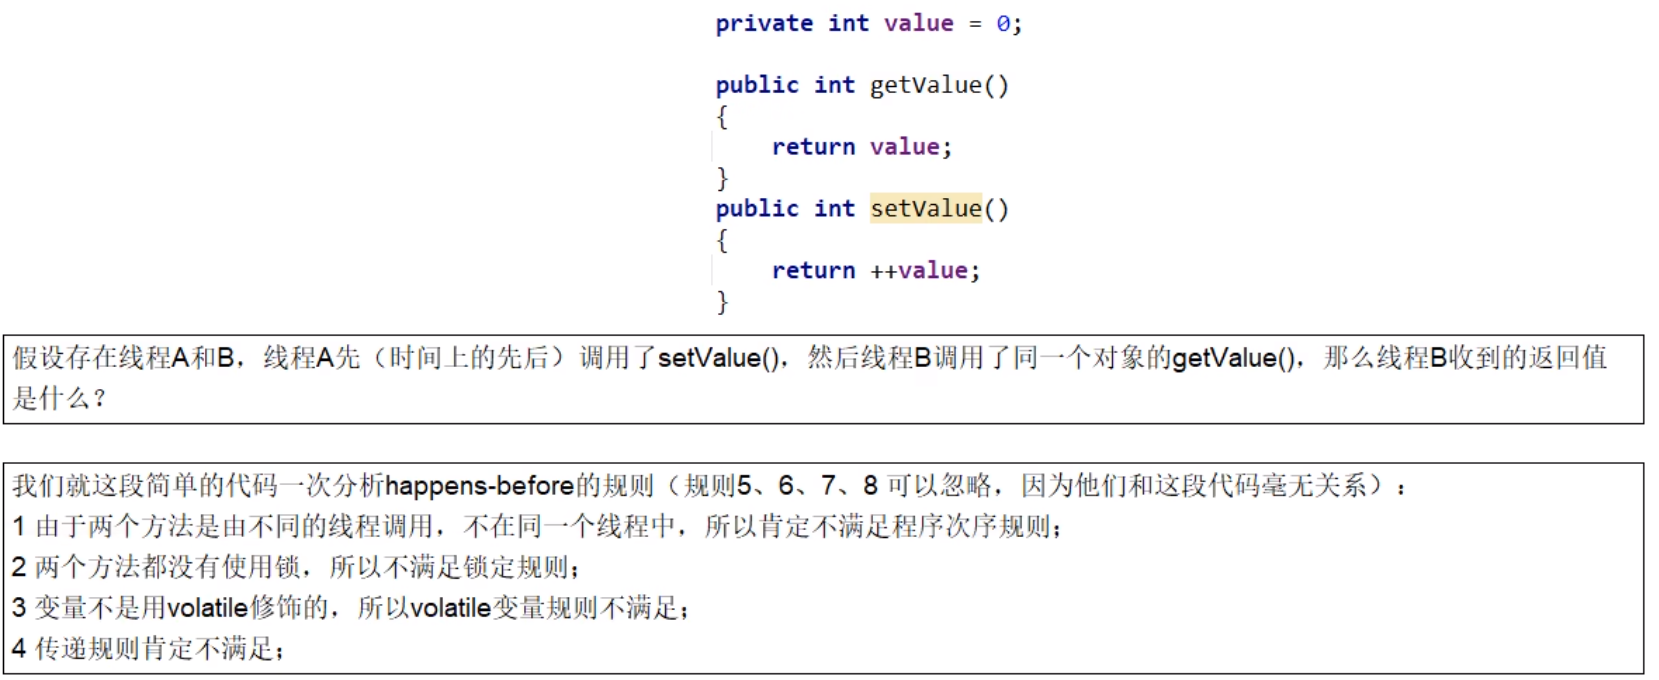 private int value = 0;
public int getValue()
{
return value;
}
public int setValue()
{
return ++value;
}
假设存在线程A和B，线程A先（时间上的先后）调用了setValue()，然后线程B调用了同一个对象的getValue()，那么线程B收到的返回值
是什么？
我们就这段简单的代码一次分析happens-before的规则（规则5、6、7、8 可以忽略，因为他们和这段代码毫无关系）：
1 由于两个方法是由不同的线程调用，不在同一个线程中，所以肯定不满足程序次序规则；
2 两个方法都没有使用锁，所以不满足锁定规则；
3 变量不是用volatile修饰的，所以volatile变量规则不满足；
4 传递规则肯定不满足；